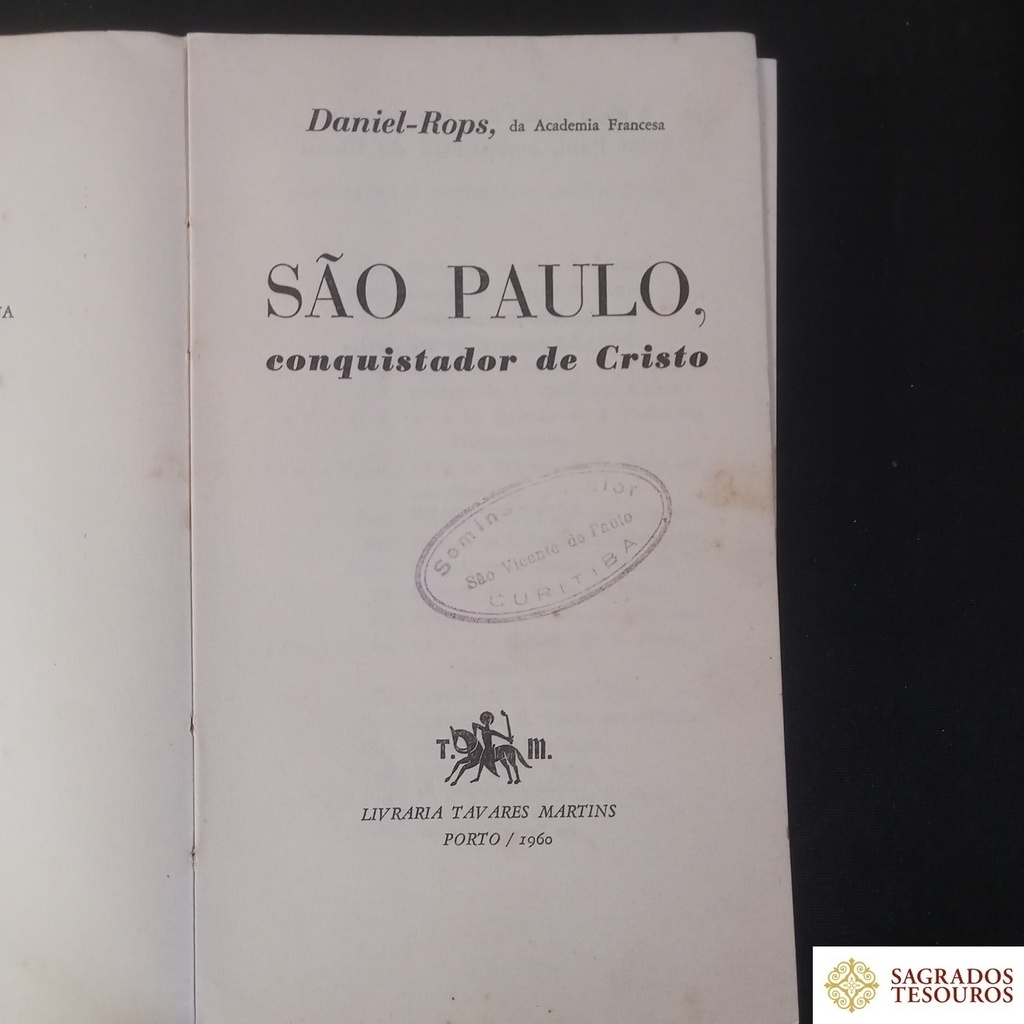 Daniel-Rops, da Academia Francesa
SÃO PAULO,
conquistador de Cristo
São Vicente de Paulo
CURITIBA
T. M.
LIVRARIA TAVARES MARTINS
PORTO / 1960
SAGRADOS
TESOUROS